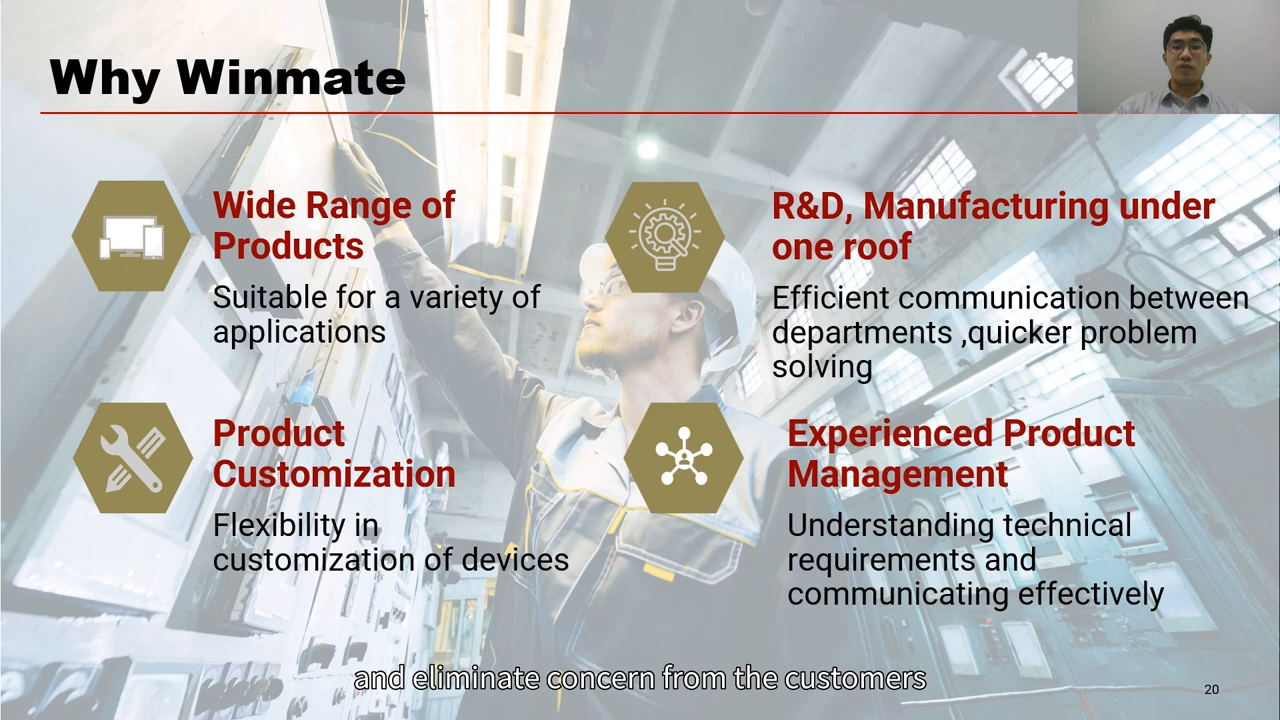 Why Winmate
Wide Range of
Products
Suitable for a variety of
applications
R&D, Manufacturing under
one roof
Efficient communication between
departments ,quicker problem
solving
Product
Customization
Flexibility in
customization of devices
Experienced Product
Management
Understanding technical
requirements and
communicating effectively
and eliminate concern from the customers
20